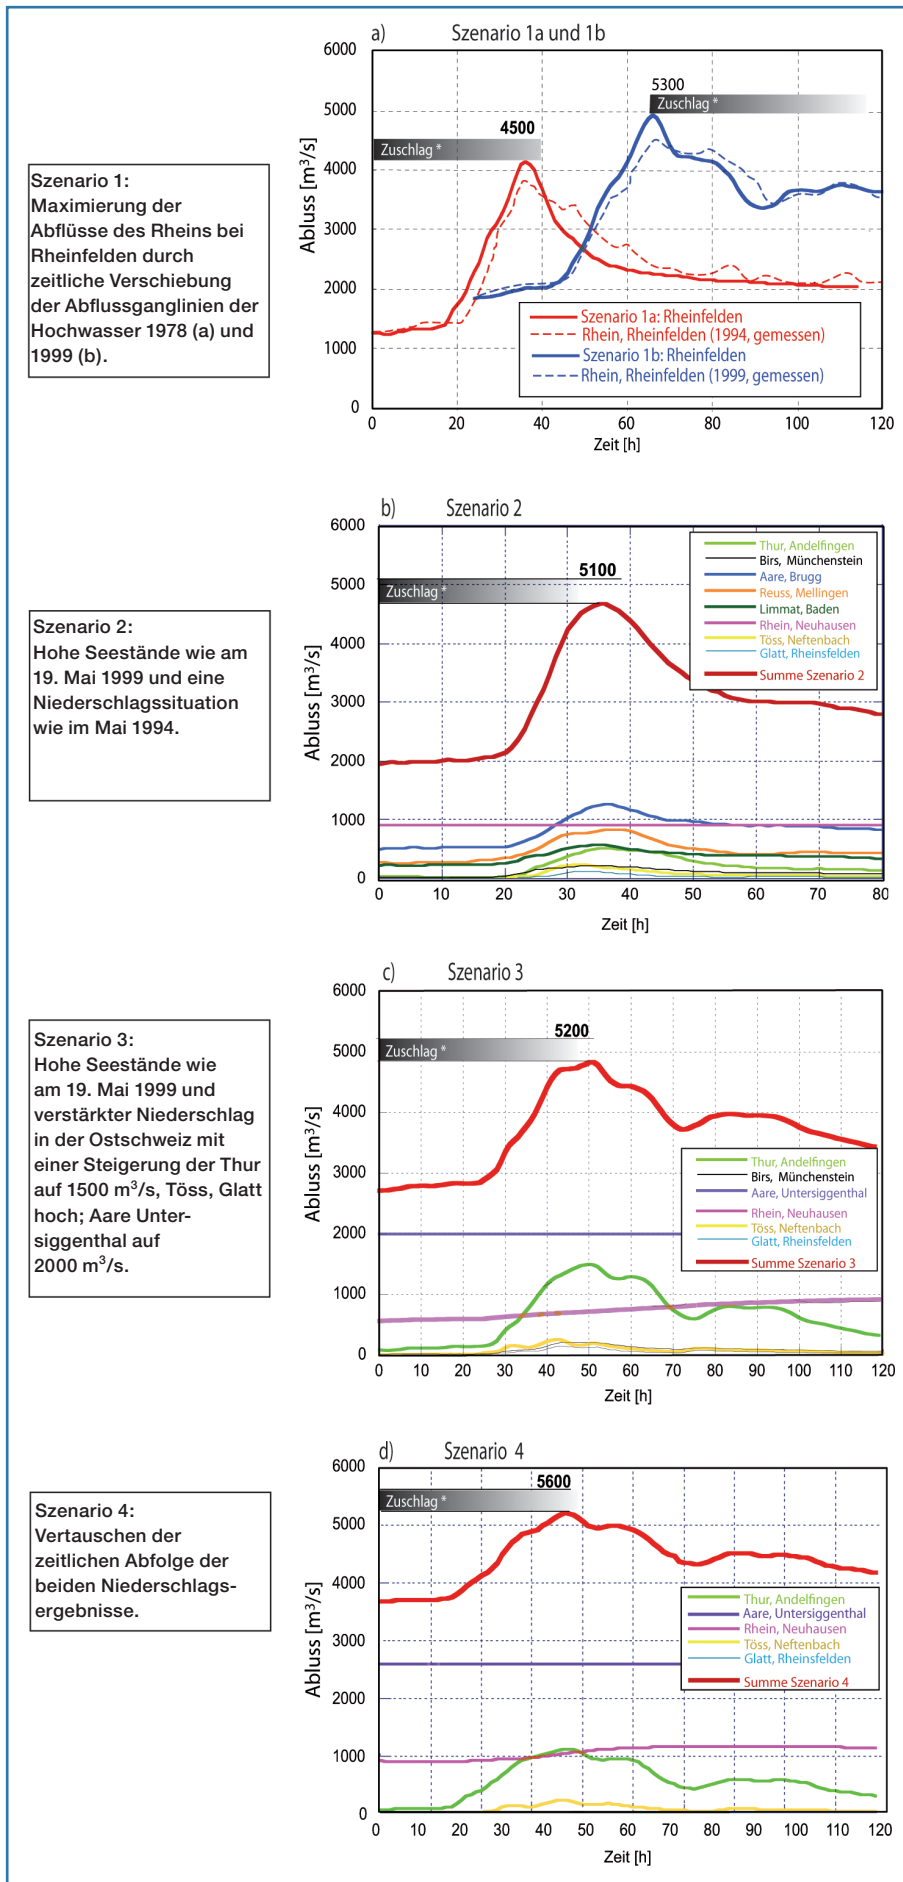 a) Szenario 1a und 1b
6000
5000
4000
3000
2000
1000
0
Abluss [m³/s]
5300
Zuschlag *
4500
Zuschlag *
Szenario 1a: Rheinfelden
Rhein, Rheinfelden (1994, gemessen)
Szenario 1b: Rheinfelden
Rhein, Rheinfelden (1999, gemessen)
0 20 40 60 80 100 120
Zeit [h]
Szenario 1:
Maximierung der
Abflüsse des Rheins bei
Rheinfelden durch
zeitliche Verschiebung
der Abflussganglinien der
Hochwasser 1978 (a) und
1999 (b).
b) Szenario 2
6000
5000
4000
3000
2000
1000
0
Abluss [m³/s]
5100
Zuschlag *
Thur, Andelfingen
Birs, Münchenstein
Aare, Brugg
Reuss, Mellingen
Limmat, Baden
Rhein, Neuhausen
Töss, Neftenbach
Glatt, Rheinsfelden
Summe Szenario 2
0 10 20 30 40 50 60 70 80
Zeit [h]
Szenario 2:
Hohe Seestände wie am
19. Mai 1999 und eine
Niederschlagssituation
wie im Mai 1994.
c) Szenario 3
6000
5000
4000
3000
2000
1000
0
Abluss [m³/s]
5200
Zuschlag *
Thur, Andelfingen
Birs, Münchenstein
Aare, Untersiggenthal
Rhein, Neuhausen
Töss, Neftenbach
Glatt, Rheinsfelden
Summe Szenario 3
0 10 20 30 40 50 60 70 80 90 100 110 120
Zeit [h]
Szenario 3:
Hohe Seestände wie
am 19. Mai 1999 und
verstärkter Niederschlag
in der Ostschweiz mit
einer Steigerung der Thur
auf 1500 m³/s, Töss, Glatt
hoch; Aare Unter-
siggenthal auf
2000 m³/s.
d) Szenario 4
6000
5000
4000
3000
2000
1000
0
Abluss [m³/s]
5600
Zuschlag *
Thur, Andelfingen
Aare, Untersiggenthal
Rhein, Neuhausen
Töss, Neftenbach
Glatt, Rheinsfelden
Summe Szenario 4
0 10 20 30 40 50 60 70 80 90 100 110 120
Zeit [h]
Szenario 4:
Vertauschen der
zeitlichen Abfolge der
beiden Niederschlags-
ergebnisse.